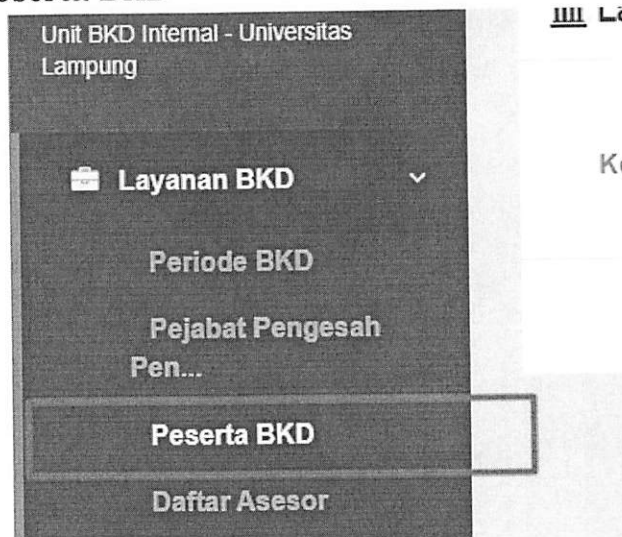 Unit BKD Internal - Universitas
Lampung
Layanan BKD
Periode BKD
Pejabat Pengesah
Pen...
Peserta BKD
Daftar Asesor